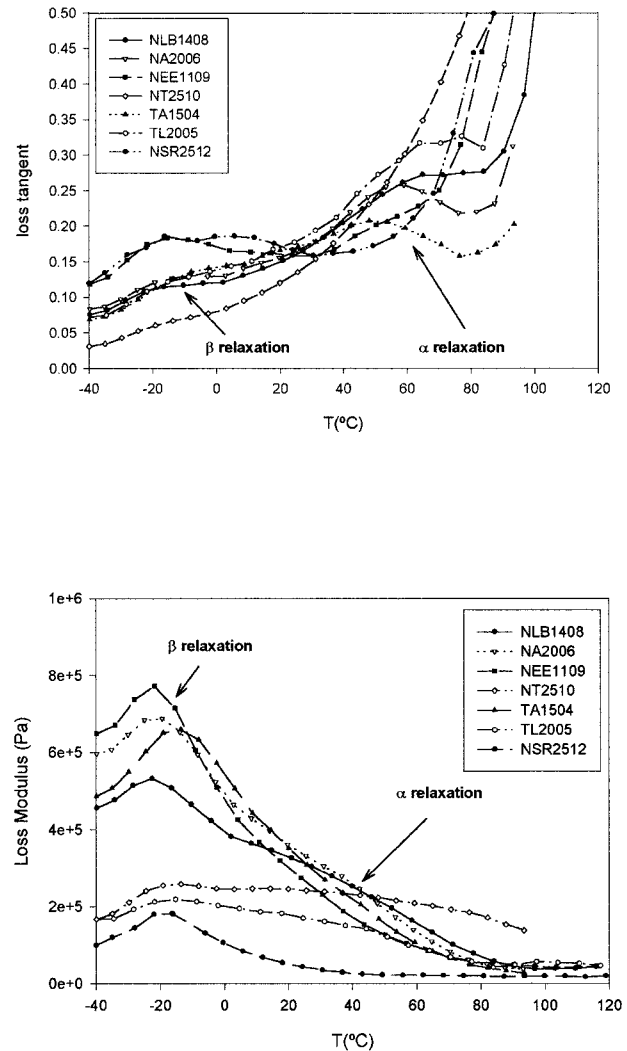 0.50
0.45
0.40
0.35
0.30
0.25
0.20
0.15
0.10
0.05
0.00
loss tangent
NLB1408
NA2006
NEE1109
NT2510
TA1504
TL2005
NSR2512
β relaxation
α relaxation
-40 -20 0 20 40 60 80 100 120
T(ºC)
1e+6
8e+5
6e+5
4e+5
2e+5
0e+0
Loss Modulus (Pa)
β relaxation
NLB1408
NA2006
NEE1109
NT2510
TA1504
TL2005
NSR2512
α relaxation
-40 -20 0 20 40 60 80 100 120
T(ºC)